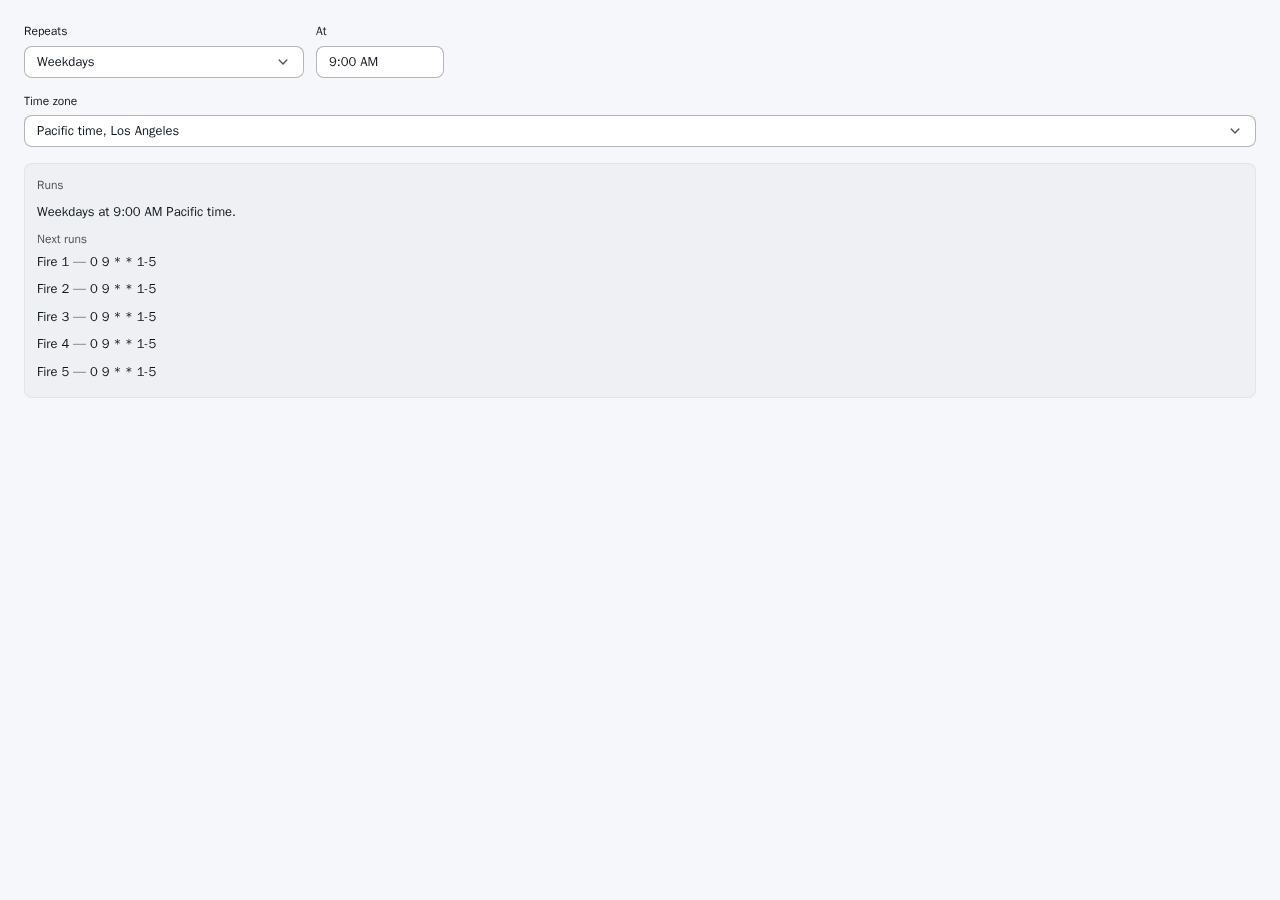 Repeats
At
Weekdays
9:00 AM
Time zone
Pacific time, Los Angeles
Runs
Weekdays at 9:00 AM Pacific time.
Next runs
Fire 1 — 0 9 * * 1-5
Fire 2 — 0 9 * * 1-5
Fire 3 — 0 9 * * 1-5
Fire 4 — 0 9 * * 1-5
Fire 5 — 0 9 * * 1-5